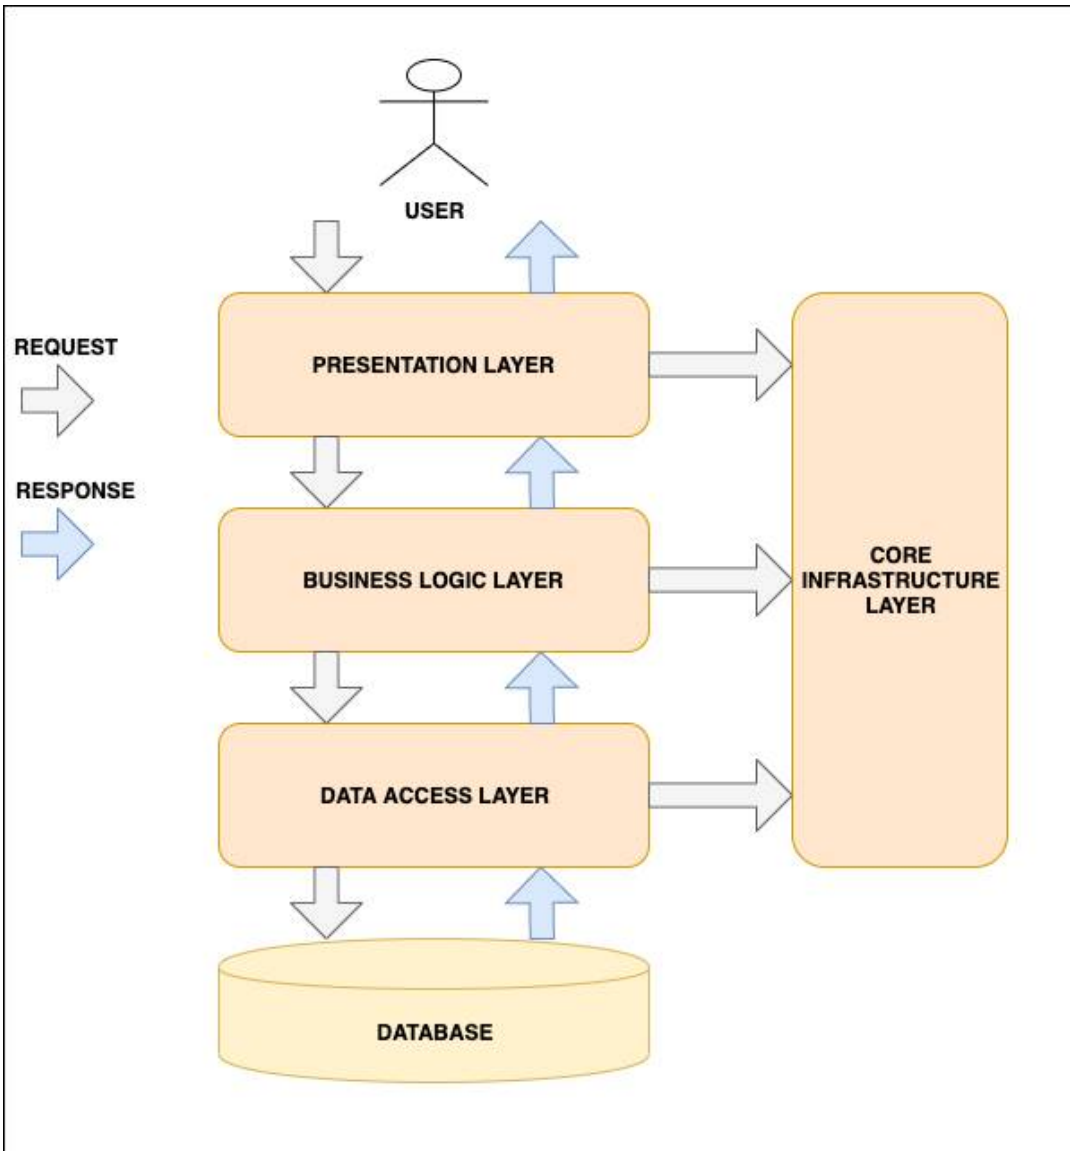 USER
REQUEST
PRESENTATION LAYER
RESPONSE
BUSINESS LOGIC LAYER
CORE
INFRASTRUCTURE
LAYER
DATA ACCESS LAYER
DATABASE